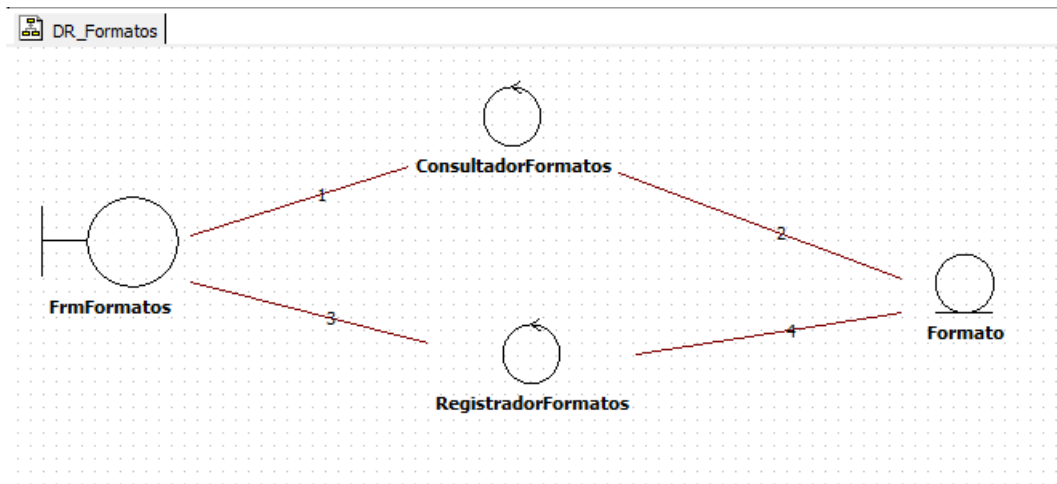 DR_Formatos
ConsultadorFormatos
1
2
FrmFormatos
3
4
Formato
RegistradorFormatos